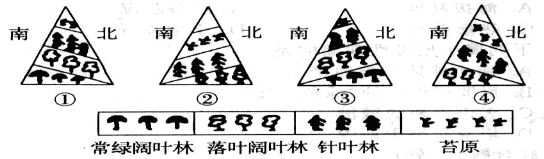 南 北 南 北 南 北 南 北
① ② ③ ④
常绿阔叶林 落叶阔叶林 针叶林 苔原